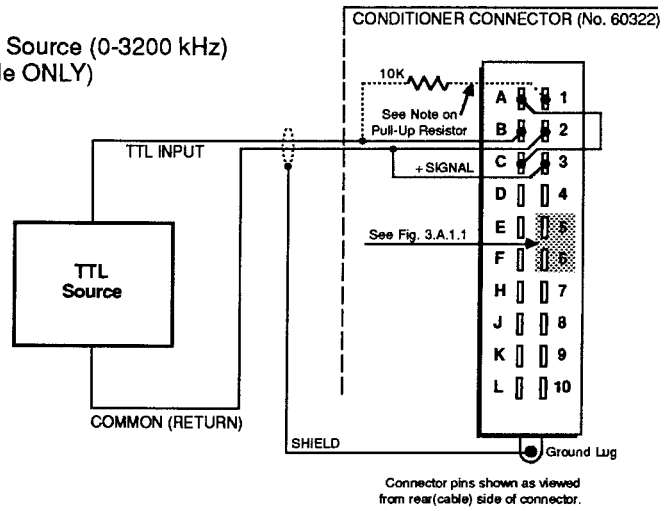 CONDITIONER CONNECTOR (No. 60322)
Source (0-3200 kHz)
le ONLY)
10K
See Note on
Pull-Up Resistor
TTL INPUT
+SIGNAL
See Fig. 3.A.1.1
TTL
Source
COMMON (RETURN)
SHIELD
A 1
B 2
C 3
D 4
E 5
F 6
H 7
J 8
K 9
L 10
Ground Lug
Connector pins shown as viewed
from rear(cable) side of connector.